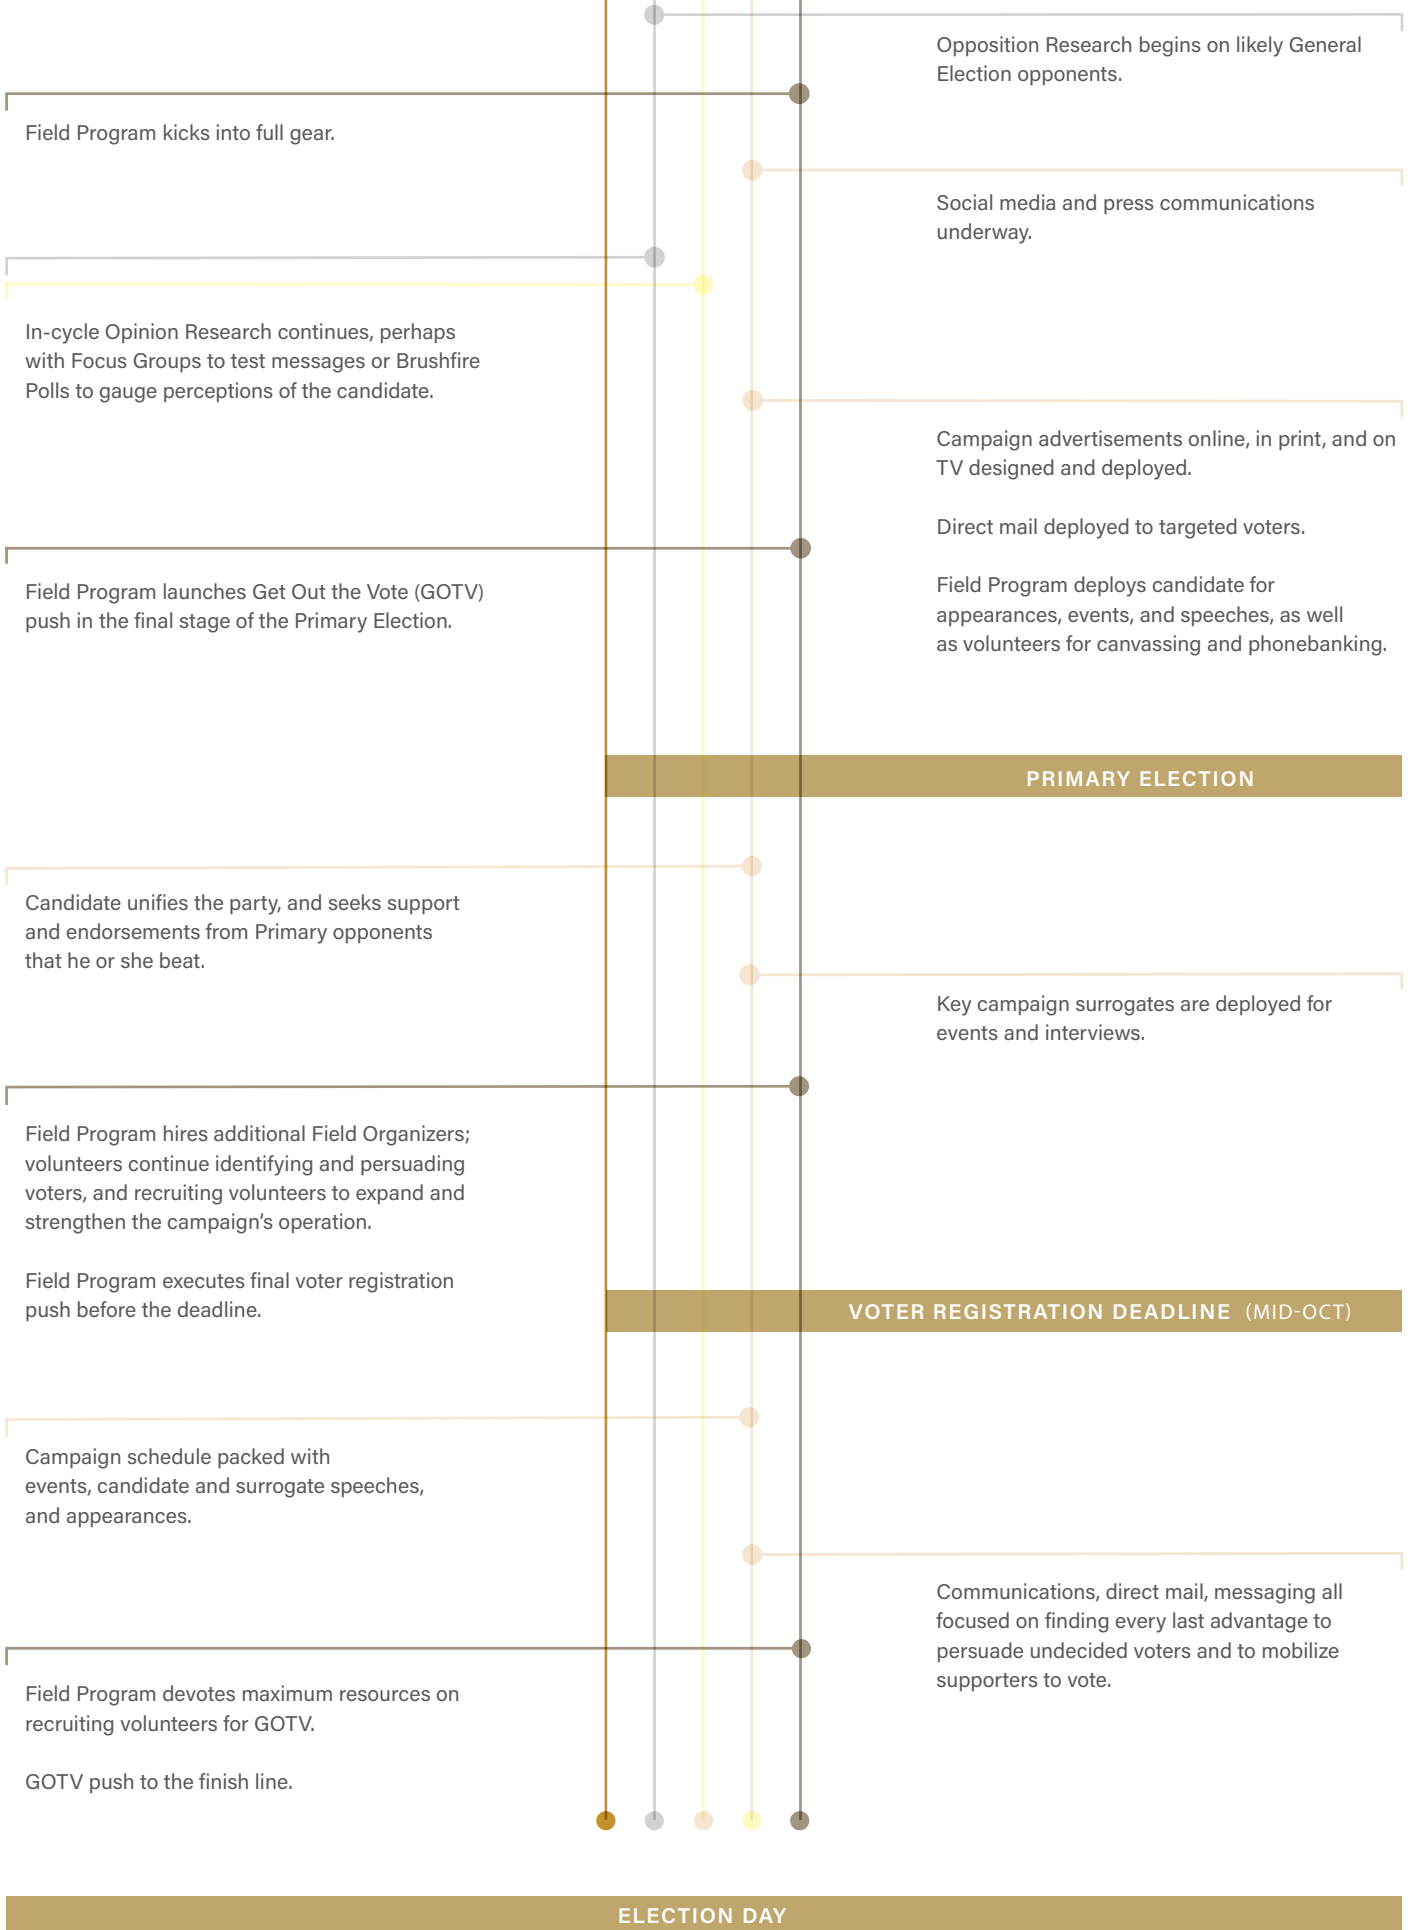 Opposition Research begins on likely General
Election opponents.
Field Program kicks into full gear.
Social media and press communications
underway.
In-cycle Opinion Research continues, perhaps
with Focus Groups to test messages or Brushfire
Polls to gauge perceptions of the candidate.
Campaign advertisements online, in print, and on
TV designed and deployed.
Direct mail deployed to targeted voters.
Field Program deploys candidate for
appearances, events, and speeches, as well
as volunteers for canvassing and phonebanking.
Field Program launches Get Out the Vote (GOTV)
push in the final stage of the Primary Election.
PRIMARY ELECTION
Candidate unifies the party, and seeks support
and endorsements from Primary opponents
that he or she beat.
Key campaign surrogates are deployed for
events and interviews.
Field Program hires additional Field Organizers;
volunteers continue identifying and persuading
voters, and recruiting volunteers to expand and
strengthen the campaign’s operation.
Field Program executes final voter registration
push before the deadline.
VOTER REGISTRATION DEADLINE (MID-OCT)
Campaign schedule packed with
events, candidate and surrogate speeches,
and appearances.
Communications, direct mail, messaging all
focused on finding every last advantage to
persuade undecided voters and to mobilize
supporters to vote.
Field Program devotes maximum resources on
recruiting volunteers for GOTV.
GOTV push to the finish line.
ELECTION DAY